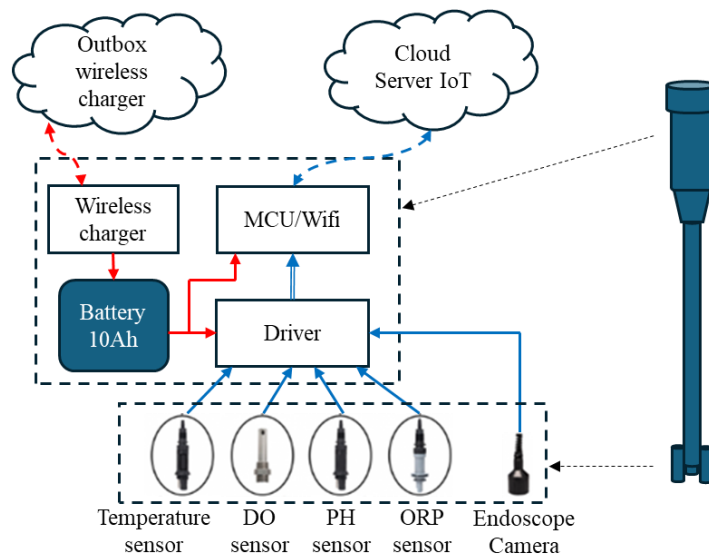 Outbox
wireless
charger
Cloud
Server IoT
Wireless
charger
MCU/Wifi
Battery
10Ah
Driver
Temperature
sensor
DO
sensor
PH
sensor
ORP
sensor
Endoscope
Camera